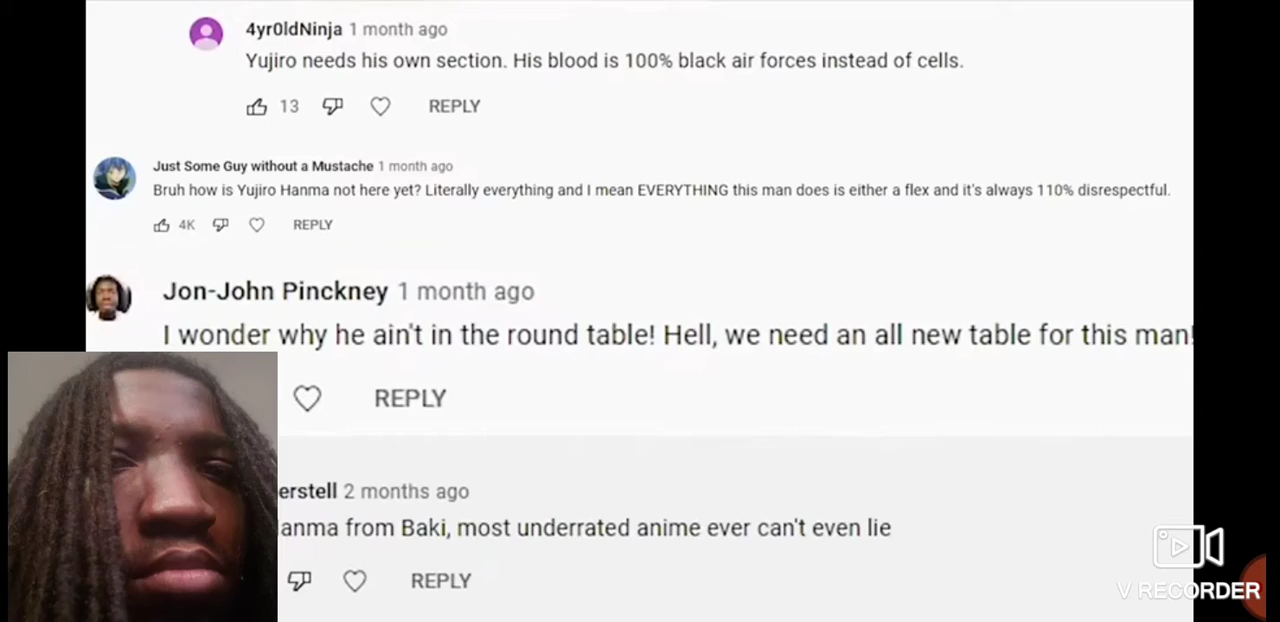 4yr0ldNinja 1 month ago
Yujiro needs his own section. His blood is 100% black air forces instead of cells.
13 REPLY
Just Some Guy without a Mustache 1 month ago
Bruh how is Yujiro Hanma not here yet? Literally everything and I mean EVERYTHING this man does is either a flex and it's always 110% disrespectful.
4K REPLY
Jon-John Pinckney 1 month ago
I wonder why he ain't in the round table! Hell, we need an all new table for this man!
REPLY
erstell 2 months ago
anma from Baki, most underrated anime ever can't even lie
REPLY
V RECORDER